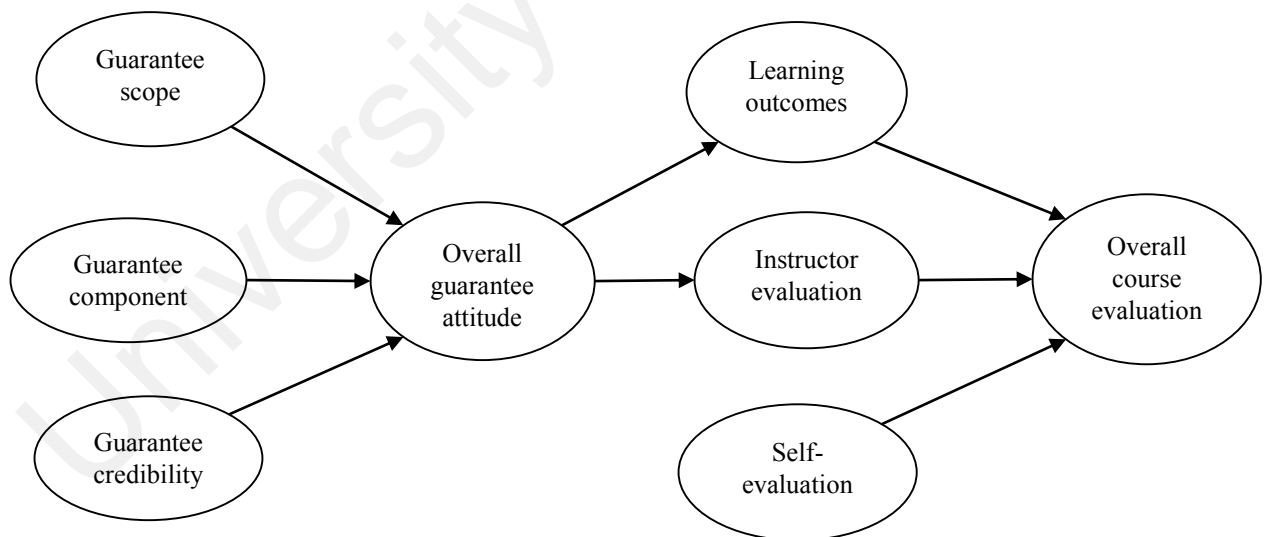 Guarantee
scope
Guarantee
component
Guarantee
credibility
Overall
guarantee
attitude
Learning
outcomes
Instructor
evaluation
Self-
evaluation
Overall
course
evaluation
University